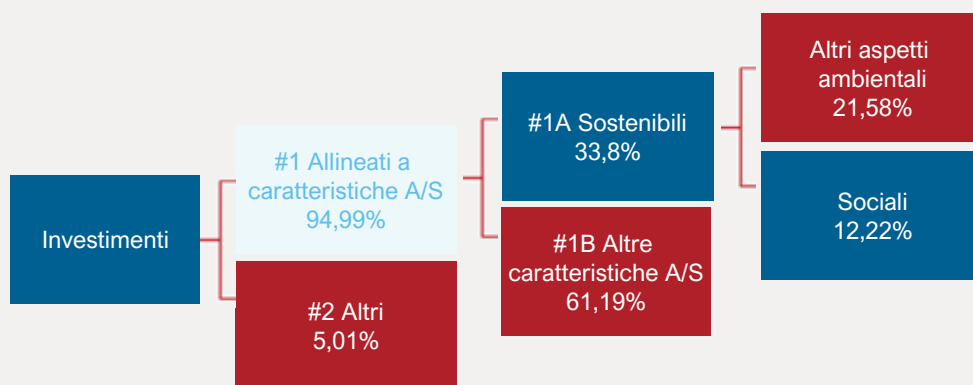 Investimenti
#1 Allineati a
caratteristiche A/S
94,99%
#2 Altri
5,01%
#1A Sostenibili
33,8%
#1B Altre
caratteristiche A/S
61,19%
Altri aspetti
ambientali
21,58%
Sociali
12,22%